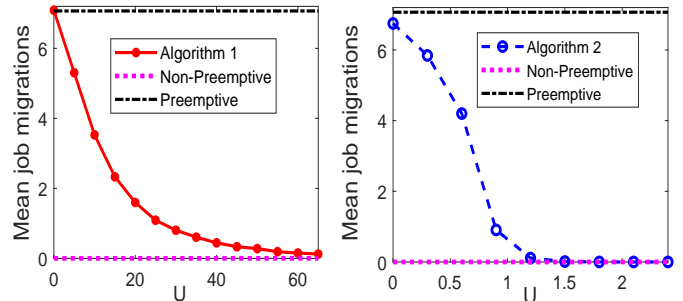 Mean job migrations
6
4
2
0
Algorithm 1
Non-Preemptive
Preemptive
0
20
40
60
U
Mean job migrations
6
4
2
0
Algorithm 2
Non-Preemptive
Preemptive
0
0.5
1
1.5
2
U